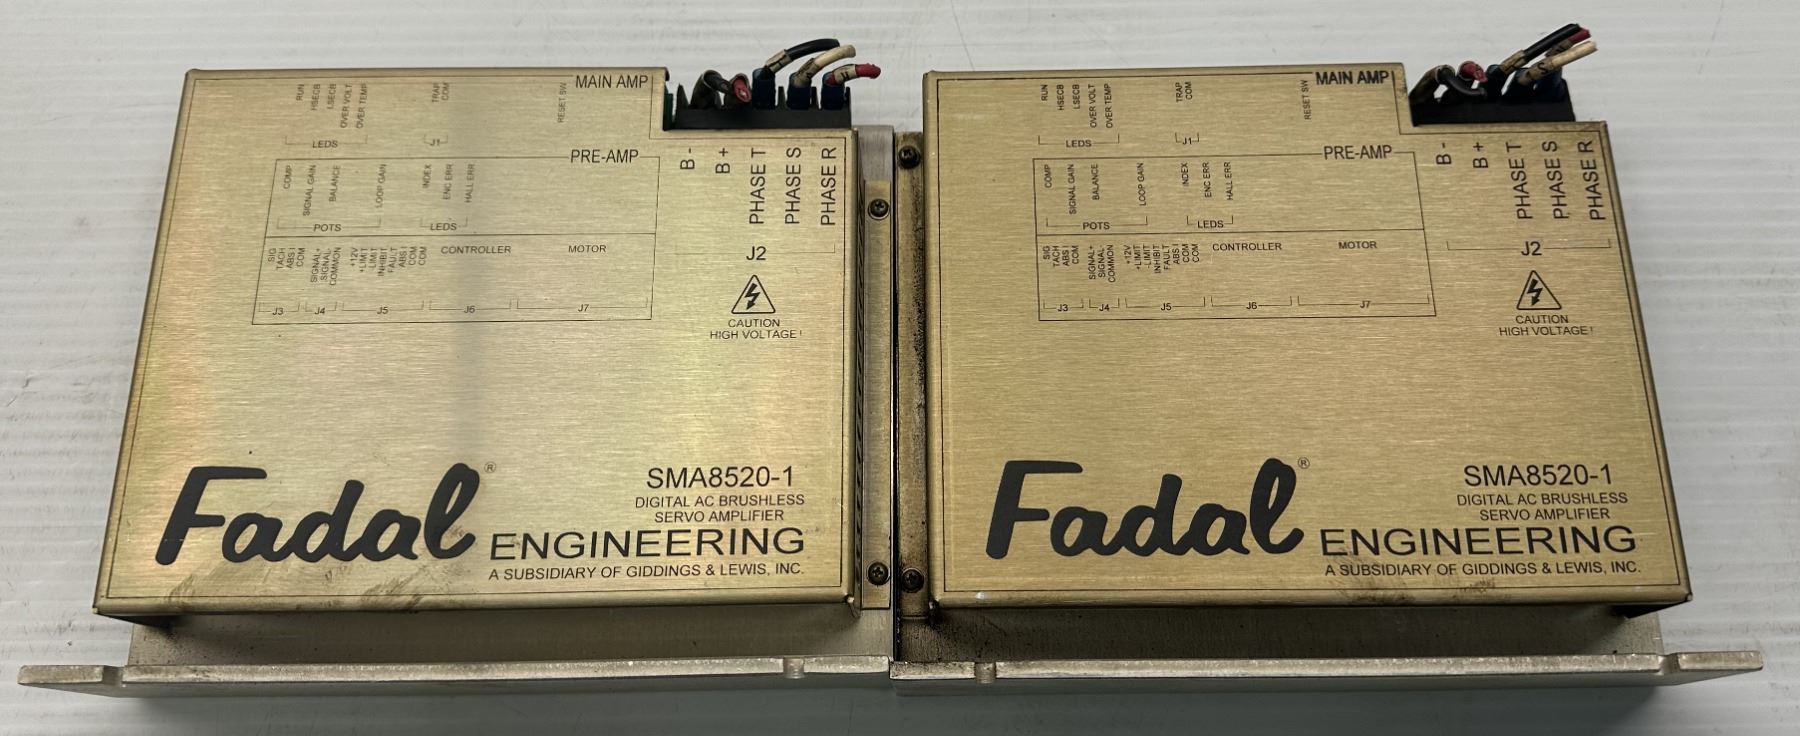 MAIN AMP
RUN
HSECB
LSECB
OVER VOLT
OVER TEMP
LEDS
TRAP
COM
J1
RESET SW
PRE-AMP
COMP
SIGNAL GAIN
BALANCE
LOOP GAIN
POTS
INDEX
ENC ERR
HALL ERR
LEDS
SIG
TACH
ABS I
COM
J3
SIGNAL+
SIGNAL-
COMMON
J4
+12V
+LIMIT
-LIMIT
INHIBIT
FAULT
ABS I
COM
COM
J5
CONTROLLER
J6
MOTOR
J7
B -
B +
PHASE T
PHASE S
PHASE R
J2
CAUTION
HIGH VOLTAGE !
Fadal®
SMA8520-1
DIGITAL AC BRUSHLESS
SERVO AMPLIFIER
ENGINEERING
A SUBSIDIARY OF GIDDINGS & LEWIS, INC.
MAIN AMP
RUN
HSECB
LSECB
OVER VOLT
OVER TEMP
LEDS
TRAP
COM
J1
RESET SW
PRE-AMP
COMP
SIGNAL GAIN
BALANCE
LOOP GAIN
POTS
INDEX
ENC ERR
HALL ERR
LEDS
SIG
TACH
ABS I
COM
J3
SIGNAL+
SIGNAL-
COMMON
J4
+12V
+LIMIT
-LIMIT
INHIBIT
FAULT
ABS I
COM
COM
J5
CONTROLLER
J6
MOTOR
J7
B -
B +
PHASE T
PHASE S
PHASE R
J2
CAUTION
HIGH VOLTAGE !
Fadal®
SMA8520-1
DIGITAL AC BRUSHLESS
SERVO AMPLIFIER
ENGINEERING
A SUBSIDIARY OF GIDDINGS & LEWIS, INC.